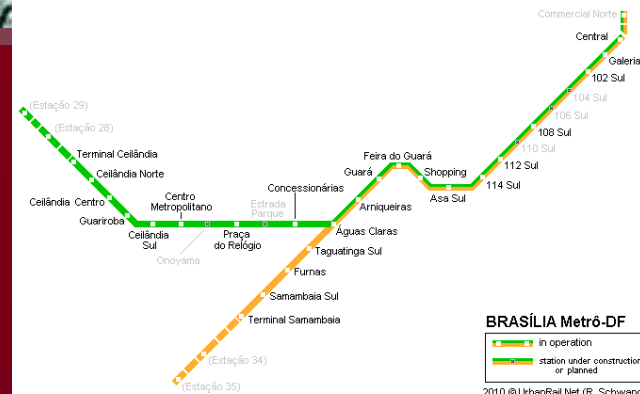 Commercial Norte
Central
Galeria
102 Sul
104 Sul
106 Sul
108 Sul
110 Sul
112 Sul
114 Sul
Feira do Guará
Shopping
Guará
Asa Sul
Arniqueiras
(Estação 29)
(Estação 28)
Terminal Ceilândia
Ceilândia Norte
Ceilândia Centro
Guariroba
Ceilândia
Sul
Centro
Metropolitano
Onoyama
Praça
do Relógio
Estrada
Parque
Concessionárias
Águas Claras
Taguatinga Sul
Furnas
Samambaia Sul
Terminal Samambaia
(Estação 34)
(Estação 35)
BRASÍLIA Metrô-DF
in operation
station under construction
or planned
2010 @ UrbanRail.Net (R. Schwand